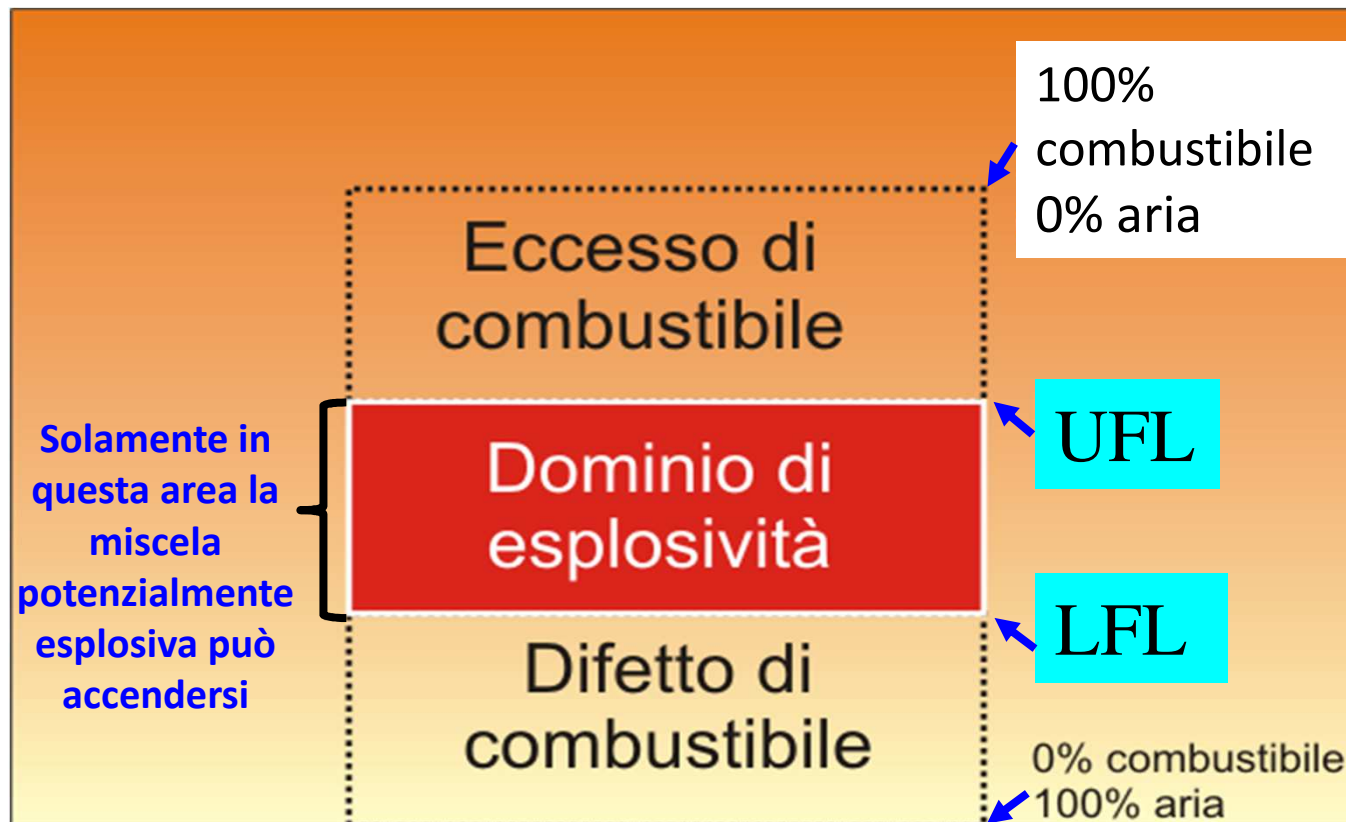 100%
combustibile
0% aria
Eccesso di
combustibile
UFL
Solamente in
questa area la
miscela
potenzialmente
esplosiva può
accendersi
Dominio di
esplosività
LFL
Difetto di
combustibile
0% combustibile
100% aria